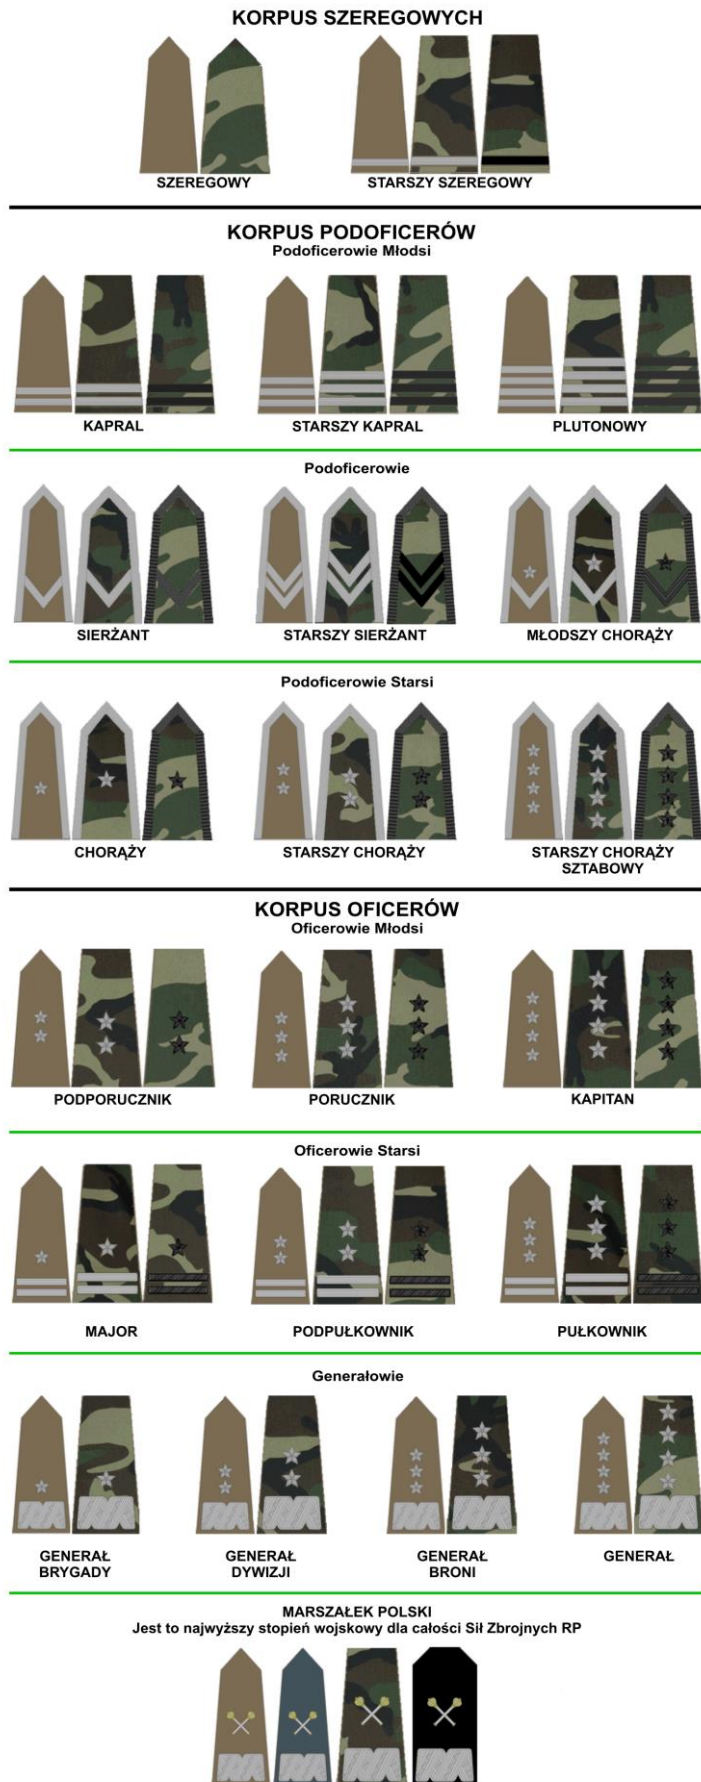 KORPUS SZEREGOWYCH
SZEREGOWY
STARSZY SZEREGOWY
KORPUS PODOFICERÓW
Podoficerowie Młodsi
KAPRAL
STARSZY KAPRAL
PLUTONOWY
Podoficerowie
SIERŻANT
STARSZY SIERŻANT
MŁODSZY CHORĄŻY
Podoficerowie Starsi
CHORĄŻY
STARSZY CHORĄŻY
STARSZY CHORĄŻY
SZTABOWY
KORPUS OFICERÓW
Oficerowie Młodsi
PODPORUCZNIK
PORUCZNIK
KAPITAN
Oficerowie Starsi
MAJOR
PODPUŁKOWNIK
PUŁKOWNIK
Generałowie
GENERAŁ
BRYGADY
GENERAŁ
DYWIZJI
GENERAŁ
BRONI
GENERAŁ
MARSZAŁEK POLSKI
Jest to najwyższy stopień wojskowy dla całości Sił Zbrojnych RP